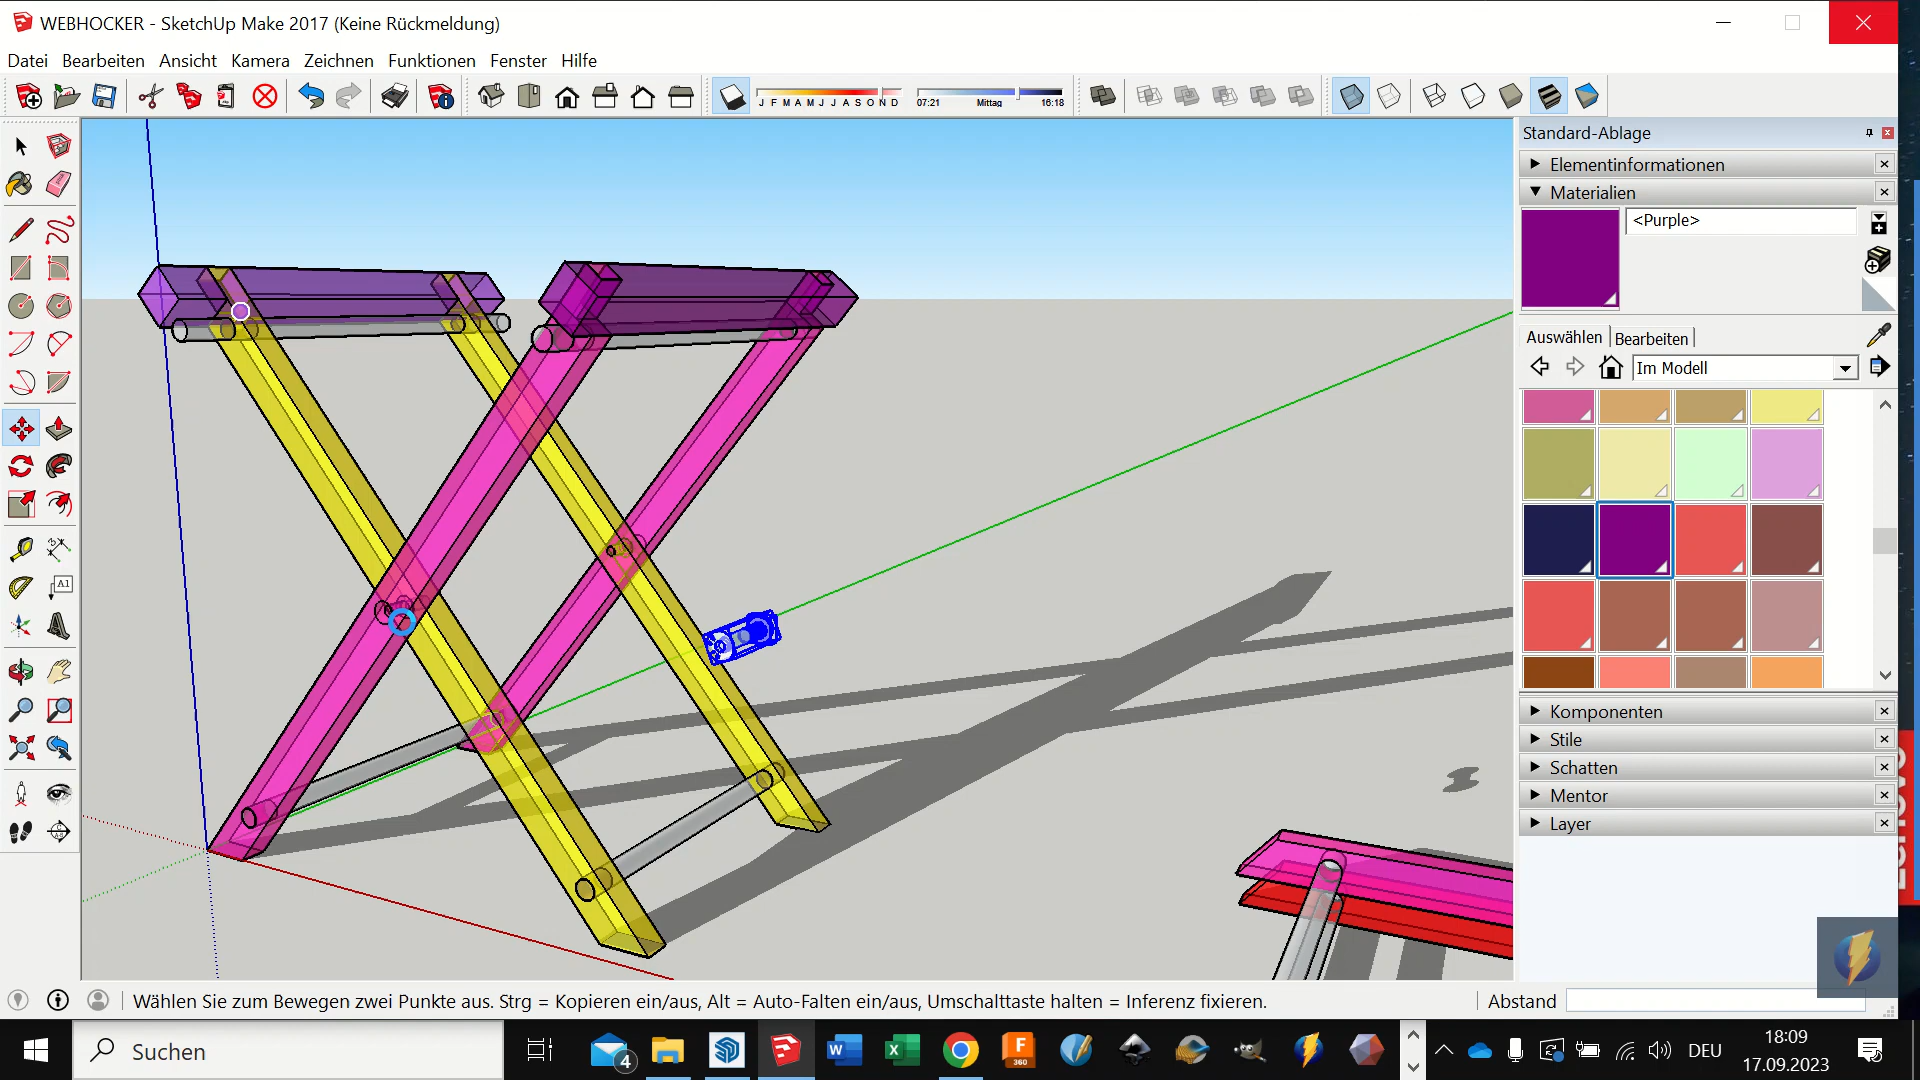 WEBHOCKER - SketchUp Make 2017 (Keine Rückmeldung)
Datei Bearbeiten Ansicht Kamera Zeichnen Funktionen Fenster Hilfe
J F M A M J J A S O N D
07:21 Mittag 16:18
Standard-Ablage
Elementinformationen
Materialien
<Purple>
Auswählen Bearbeiten
Im Modell
A1
Komponenten
Stile
Schatten
Mentor
Layer
Wählen Sie zum Bewegen zwei Punkte aus. Strg = Kopieren ein/aus, Alt = Auto-Falten ein/aus, Umschalttaste halten = Inferenz fixieren.
Abstand
Suchen
4
W
X
F
360
DEU
18:09
17.09.2023